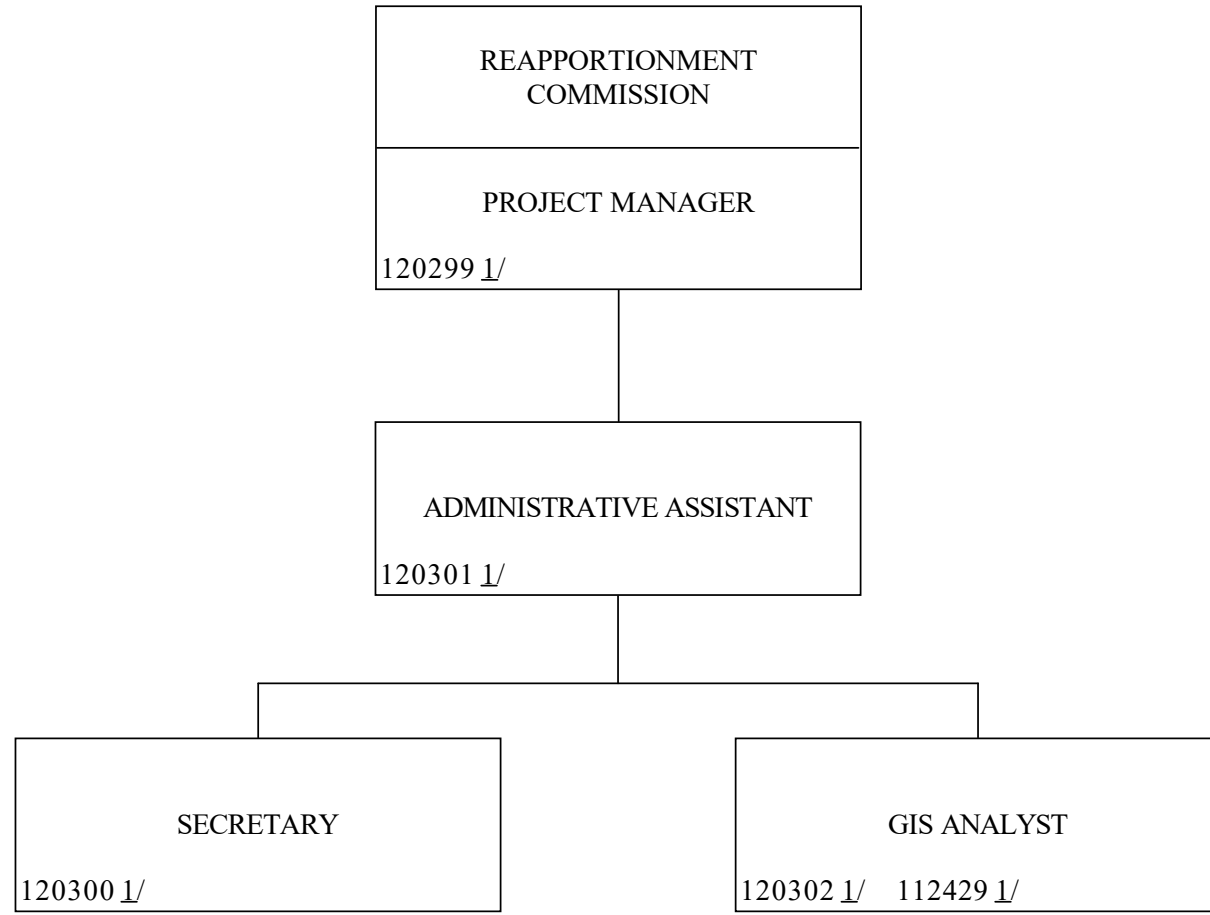 REAPPORTIONMENT
COMMISSION
PROJECT MANAGER
120299 1/
ADMINISTRATIVE ASSISTANT
120301 1/
SECRETARY
120300 1/
GIS ANALYST
120302 1/ 112429 1/